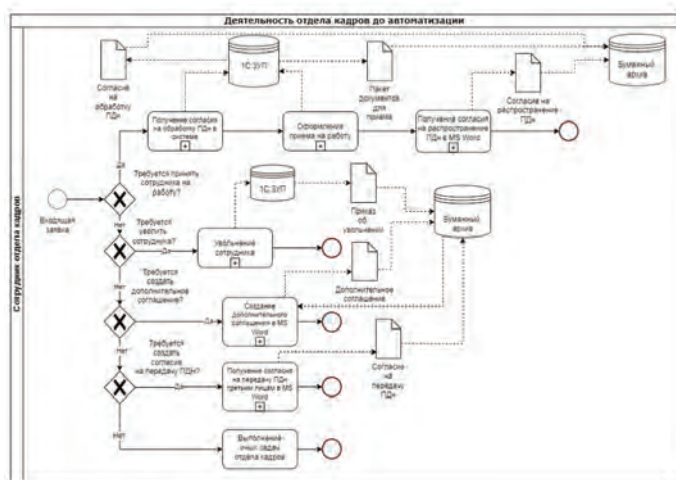 Деятельность отдела кадров до автоматизации
Сотрудник отдела кадров
Согласие
на
обработку
ПДн
1С:ЗУП
Пакет
документов
для
приема
Согласие на
распространение
ПДн
Бумажный
архив
Получение согласия
на обработку ПДн в
системе
Оформление
приема на работу
Получение согласия
на распространение
ПДн в MS Word
Да
Требуется принять
сотрудника на
работу?
Входящая
заявка
Нет
Требуется
уволить
сотрудника?
Да
Увольнение
сотрудника
1С:ЗУП
Приказ
об
увольнении
Бумажный
архив
Нет
Требуется
создать
дополнительное
соглашение?
Да
Создание
дополнительного
соглашения в MS
Word
Дополнительное
соглашение
Нет
Требуется
создать
согласие
на передачу ПДН?
Да
Получение согласия
на передачу ПДн
третьим лицам в MS
Word
Согласие
на
передачу
ПДн
Нет
Выполнение
иных задач
отдела кадров